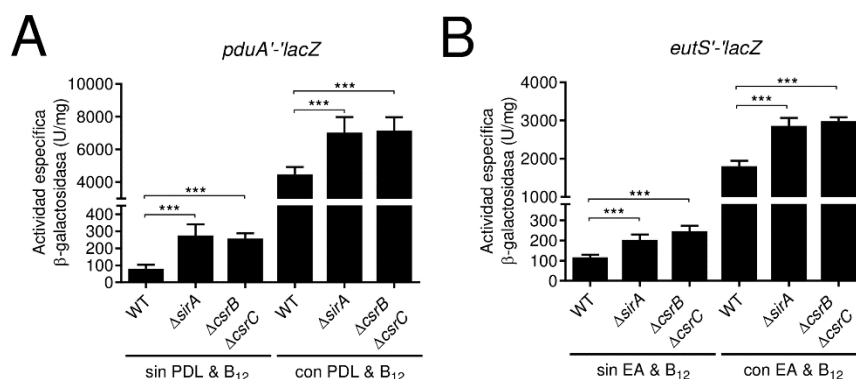 A
pduA'-'lacZ
Actividad específica
β-galactosidasa (U/mg)
10000
8000
6000
4000
400
300
200
100
0
***
***
***
***
WT
ΔsirA
ΔcsrB
ΔcsrC
WT
ΔsirA
ΔcsrB
ΔcsrC
sin PDL & B₁₂
con PDL & B₁₂
B
eutS'-'lacZ
Actividad específica
β-galactosidasa (U/mg)
4000
3000
2000
1000
300
200
100
0
***
***
***
***
WT
ΔsirA
ΔcsrB
ΔcsrC
WT
ΔsirA
ΔcsrB
ΔcsrC
sin EA & B₁₂
con EA & B₁₂